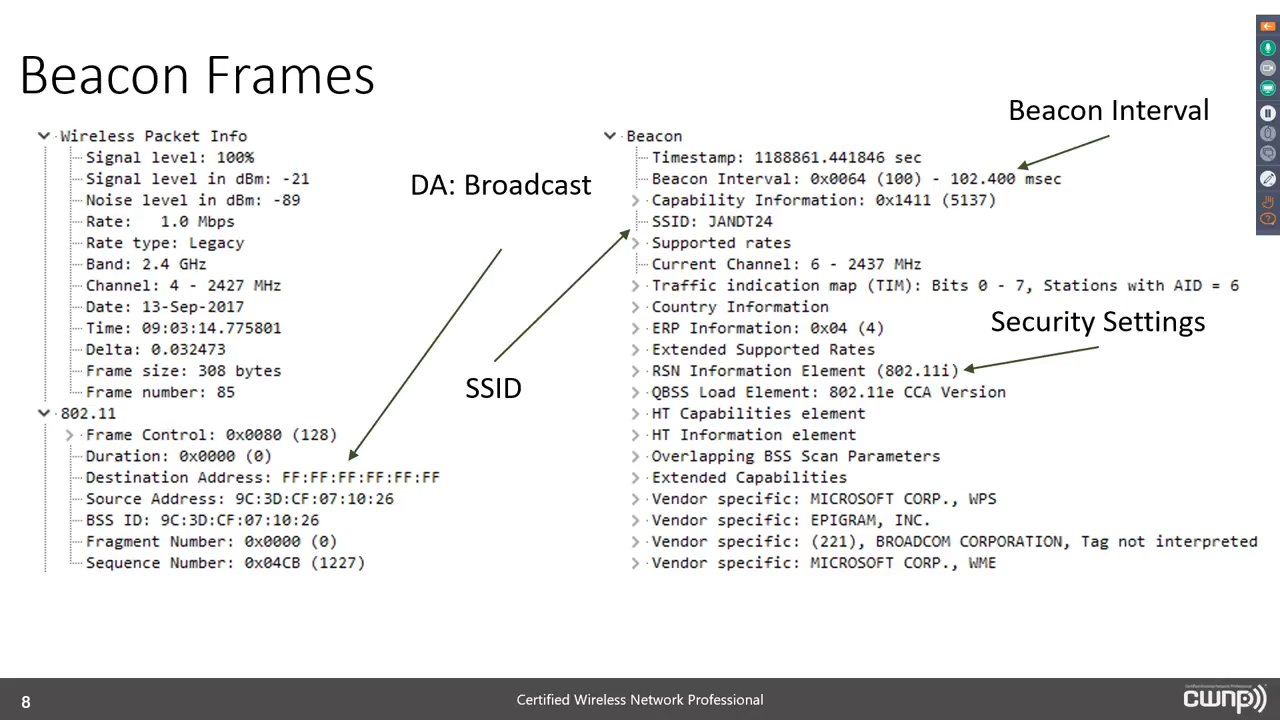 Beacon Frames
Wireless Packet Info
Signal level: 100%
Signal level in dBm: -21
Noise level in dBm: -89
Rate: 1.0 Mbps
Rate type: Legacy
Band: 2.4 GHz
Channel: 4 - 2427 MHz
Date: 13-Sep-2017
Time: 09:03:14.775801
Delta: 0.032473
Frame size: 308 bytes
Frame number: 85
802.11
Frame Control: 0x0080 (128)
Duration: 0x0000 (0)
Destination Address: FF:FF:FF:FF:FF:FF
Source Address: 9C:3D:CF:07:10:26
BSS ID: 9C:3D:CF:07:10:26
Fragment Number: 0x0000 (0)
Sequence Number: 0x04CB (1227)
DA: Broadcast
SSID
Beacon Interval
Beacon
Timestamp: 1188861.441846 sec
Beacon Interval: 0x0064 (100) - 102.400 msec
Capability Information: 0x1411 (5137)
SSID: JANDT24
Supported rates
Current Channel: 6 - 2437 MHz
Traffic indication map (TIM): Bits 0 - 7, Stations with AID = 6
Country Information
Security Settings
ERP Information: 0x04 (4)
Extended Supported Rates
RSN Information Element (802.11i)
QBSS Load Element: 802.11e CCA Version
HT Capabilities element
HT Information element
Overlapping BSS Scan Parameters
Extended Capabilities
Vendor specific: MICROSOFT CORP., WPS
Vendor specific: EPIGRAM, INC.
Vendor specific: (221), BROADCOM CORPORATION, Tag not interpreted
Vendor specific: MICROSOFT CORP., WME
8
Certified Wireless Network Professional
cwnp